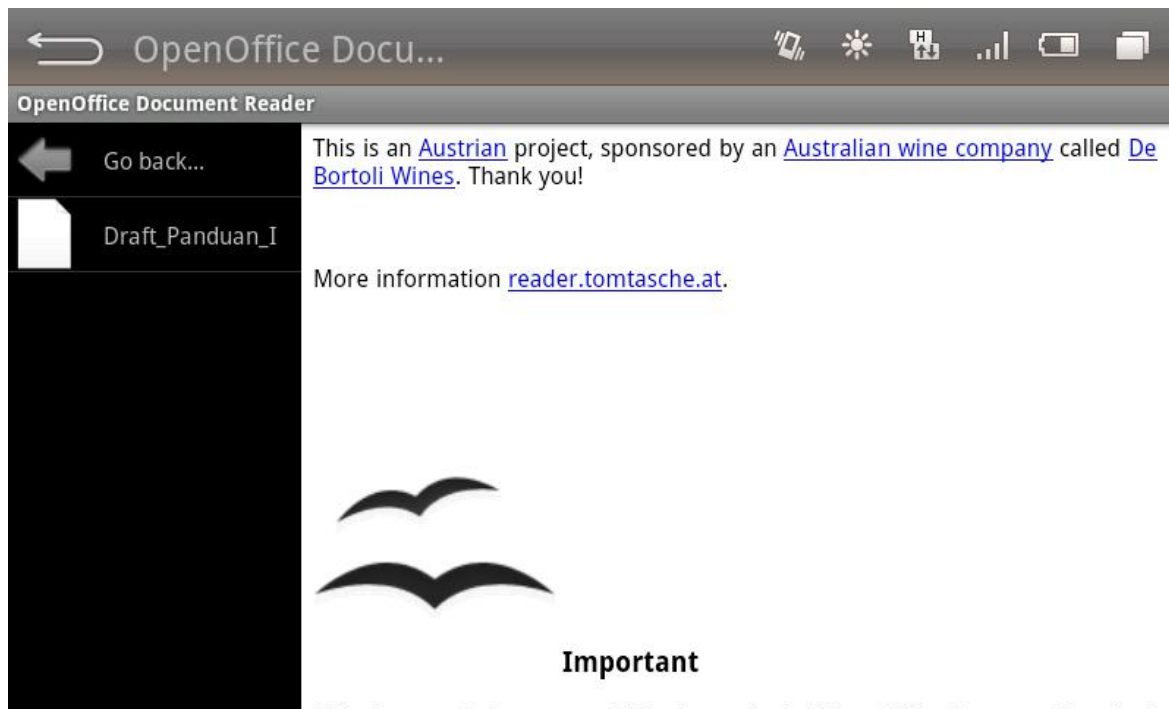 OpenOffice Docu...
OpenOffice Document Reader
Go back...
Draft_Panduan_I
This is an Austrian project, sponsored by an Australian wine company called De
Bortoli Wines. Thank you!
More information reader.tomtasche.at.
Important